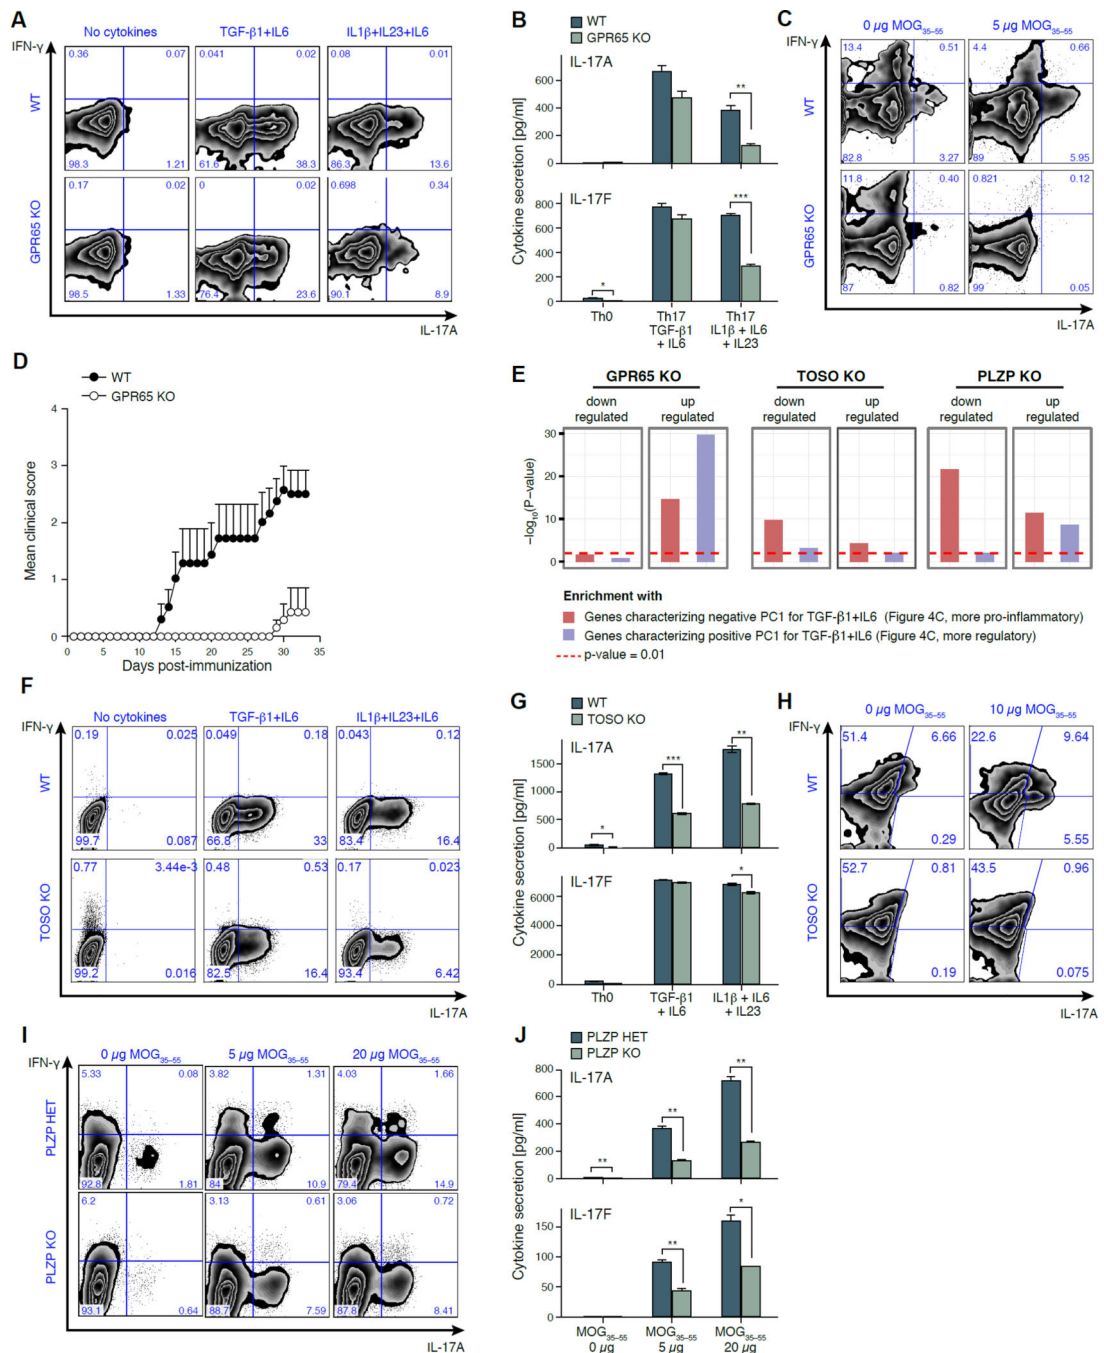 A
IFN-γ
No cytokines
TGF-β1+IL6
IL1β+IL23+IL6
WT
0.36 0.07
98.3 1.21
0.041 0.02
61.6 38.3
0.08 0.01
86.3 13.6
GPR65 KO
0.17 0.02
98.5 1.33
0 0.02
76.4 23.6
0.698 0.34
90.1 8.9
IL-17A
B
WT
GPR65 KO
IL-17A
600
400
200
0
**
IL-17F
800
600
400
200
0
*
***
Cytokine secretion [pg/ml]
Th0
Th17 TGF-β1 + IL6
Th17 IL1β + IL6 + IL23
C
IFN-γ
0 µg MOG35–55
5 µg MOG35–55
WT
13.4 0.51
82.8 3.27
4.4 0.66
89 5.95
GPR65 KO
11.8 0.40
87 0.82
0.821 0.12
99 0.05
IL-17A
D
WT
GPR65 KO
Mean clinical score
4
3
2
1
0
0 5 10 15 20 25 30 35
Days post-immunization
E
GPR65 KO
TOSO KO
PLZP KO
down regulated
up regulated
down regulated
up regulated
down regulated
up regulated
−log10(P−value)
30
10
0
Enrichment with
Genes characterizing negative PC1 for TGF-β1+IL6 (Figure 4C, more pro-inflammatory)
Genes characterizing positive PC1 for TGF-β1+IL6 (Figure 4C, more regulatory)
p-value = 0.01
F
IFN-γ
No cytokines
TGF-β1+IL6
IL1β+IL23+IL6
WT
0.19 0.025
99.7 0.087
0.049 0.18
66.8 33
0.043 0.12
83.4 16.4
TOSO KO
0.77 3.44e-3
99.2 0.016
0.48 0.53
82.5 16.4
0.17 0.023
93.4 6.42
IL-17A
G
WT
TOSO KO
IL-17A
1500
1000
500
0
*
***
**
IL-17F
6000
4000
2000
0
*
Cytokine secretion [pg/ml]
Th0
TGF-β1 + IL6
IL1β + IL6 + IL23
H
IFN-γ
0 µg MOG35–55
10 µg MOG35–55
WT
51.4 6.66
0.29
22.6 9.64
5.55
TOSO KO
52.7 0.81
0.19
43.5 0.96
0.075
IL-17A
I
IFN-γ
0 µg MOG35–55
5 µg MOG35–55
20 µg MOG35–55
PLZP HET
5.33 0.08
92.8 1.81
3.82 1.31
84 10.9
4.03 1.66
79.4 14.9
PLZP KO
6.2
93.1 0.64
3.13 0.61
88.7 7.59
3.06 0.72
87.8 8.41
IL-17A
J
PLZP HET
PLZP KO
IL-17A
800
600
400
200
0
**
**
**
IL-17F
150
100
50
0
**
*
Cytokine secretion [pg/ml]
MOG35–55 0 µg
MOG35–55 5 µg
MOG35–55 20 µg